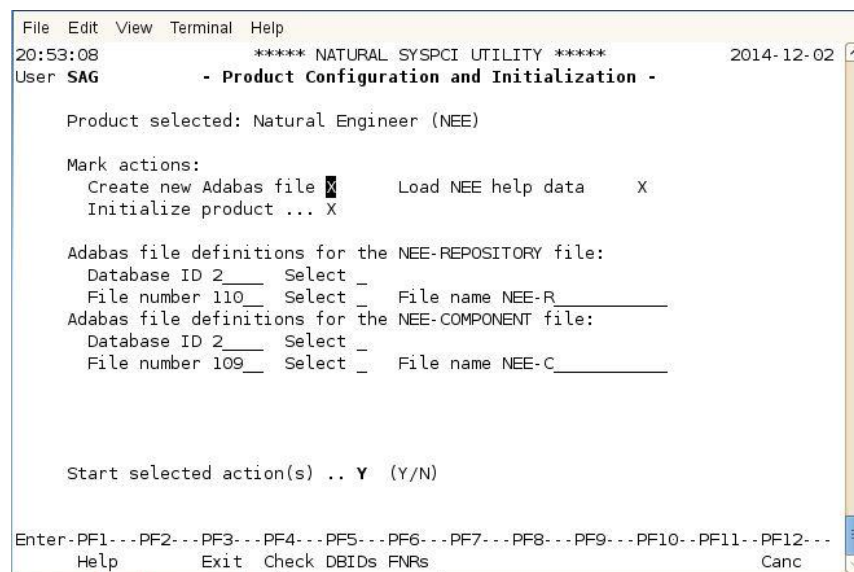 File Edit View Terminal Help
20:53:08 ***** NATURAL SYSPCI UTILITY ***** 2014-12-02
User SAG - Product Configuration and Initialization -
Product selected: Natural Engineer (NEE)
Mark actions:
Create new Adabas file X Load NEE help data X
Initialize product ... X
Adabas file definitions for the NEE-REPOSITORY file:
Database ID 2____ Select _
File number 110__ Select _ File name NEE-R____________
Adabas file definitions for the NEE-COMPONENT file:
Database ID 2____ Select _
File number 109__ Select _ File name NEE-C____________
Start selected action(s) .. Y (Y/N)
Enter-PF1---PF2---PF3---PF4---PF5---PF6---PF7---PF8---PF9---PF10--PF11--PF12---
Help Exit Check DBIDs FNRs Canc